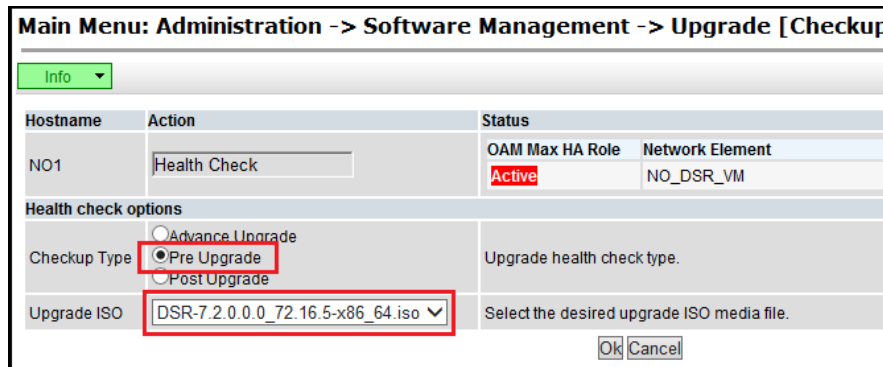 Main Menu: Administration -> Software Management -> Upgrade [Checkup
Info
Hostname Action Status
NO1 Health Check
OAM Max HA Role Network Element
Active NO_DSR_VM
Health check options
Checkup Type
Advance Upgrade
Pre Upgrade
Post Upgrade
Upgrade health check type.
Upgrade ISO DSR-7.2.0.0.0_72.16.5-x86_64.iso Select the desired upgrade ISO media file.
Ok Cancel